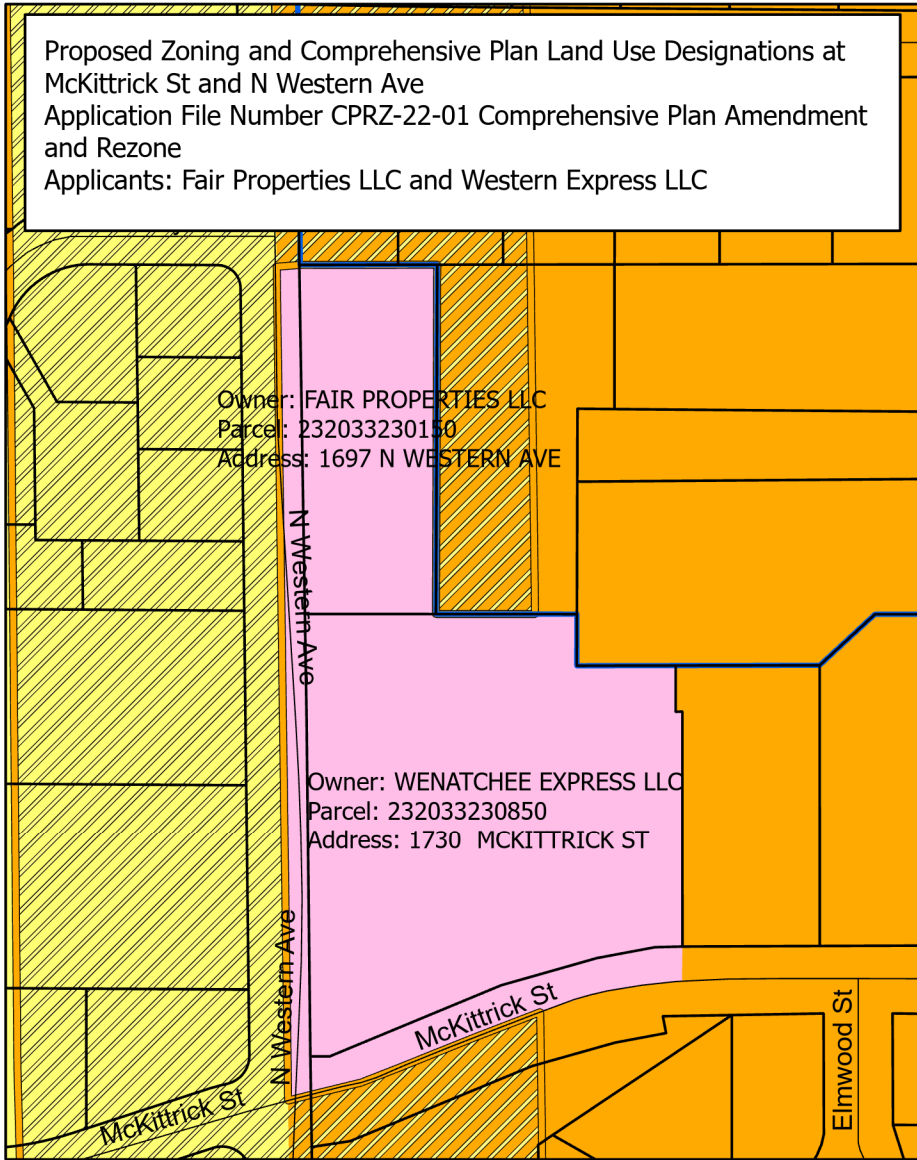 Proposed Zoning and Comprehensive Plan Land Use Designations at
McKittrick St and N Western Ave
Application File Number CPRZ-22-01 Comprehensive Plan Amendment
and Rezone
Applicants: Fair Properties LLC and Western Express LLC
Owner: FAIR PROPERTIES LLC
Parcel: 232033230150
Address: 1697 N WESTERN AVE
N Western Ave
Owner: WENATCHEE EXPRESS LLC
Parcel: 232033230850
Address: 1730 MCKITTRICK ST
N Western Ave
McKittrick St
Elmwood St
McKittrick St